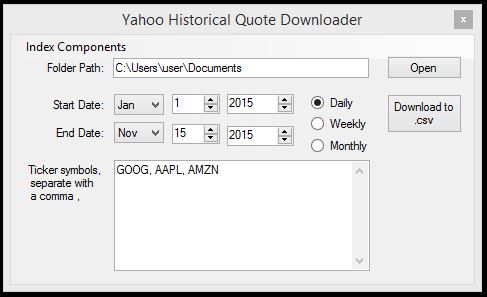 Yahoo Historical Quote Downloader
x
Index Components
Folder Path: C:\Users\user\Documents Open
Start Date: Jan 1 2015 Daily
Download to .csv
End Date: Nov 15 2015 Weekly
Monthly
Ticker symbols, separate with a comma ,
GOOG, AAPL, AMZN